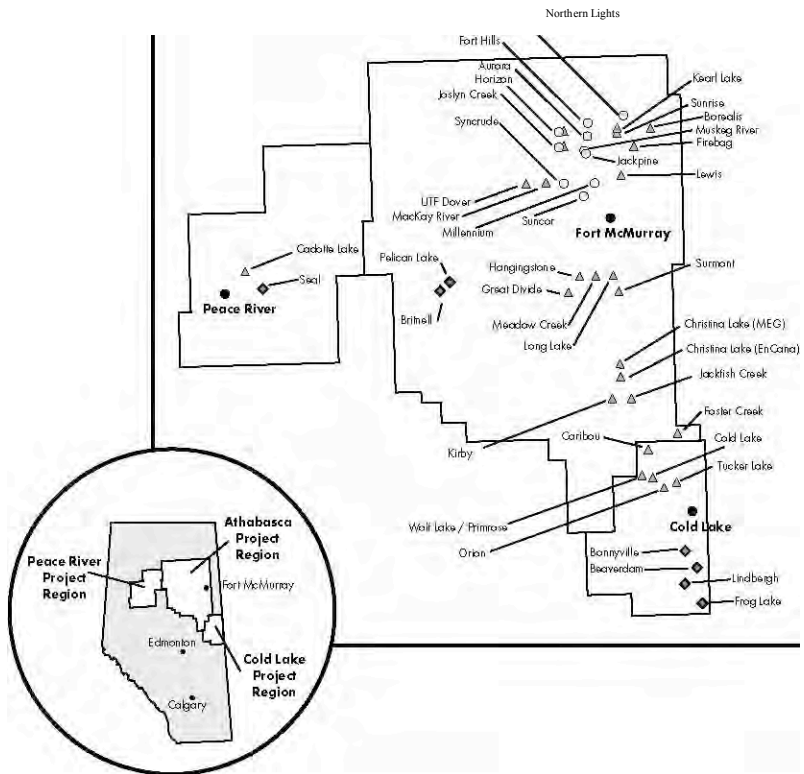 Northern Lights
Fort Hills
Aurora
Horizon
Joslyn Creek
Syncrude
Kearl Lake
Sunrise
Borealis
Muskeg River
Firebag
Jackpine
Lewis
UTF Dover
MacKay River
Millennium
Suncor
Fort McMurray
Cadotte Lake
Seal
Peace River
Pelican Lake
Britnell
Hangingstone
Great Divide
Meadow Creek
Long Lake
Surmont
Christina Lake (MEG)
Christina Lake (EnCana)
Jackfish Creek
Kirby
Foster Creek
Caribou
Cold Lake
Tucker Lake
Wolf Lake / Primrose
Orion
Cold Lake
Bonnyville
Beaverdam
Lindbergh
Frog Lake
Athabasca
Project
Region
Peace River
Project
Region
Fort McMurray
Edmonton
Cold Lake
Project
Region
Calgary